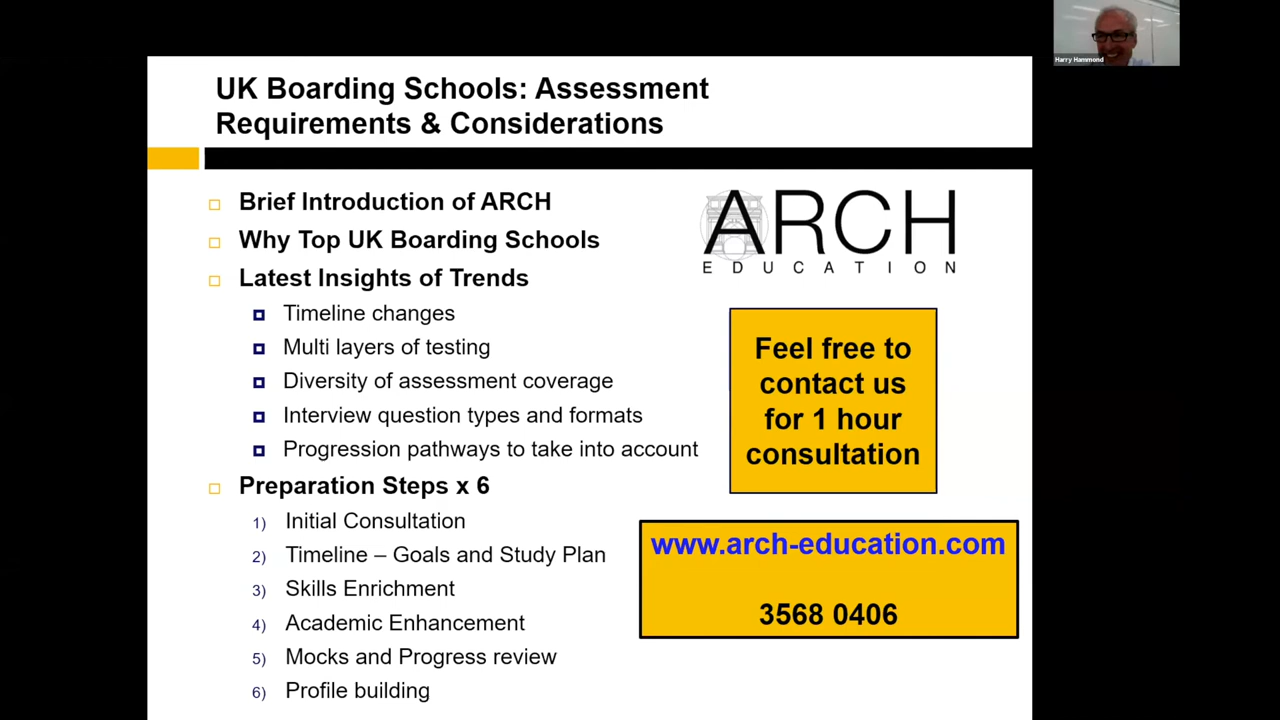 Harry Hammond
UK Boarding Schools: Assessment
Requirements & Considerations
Brief Introduction of ARCH
Why Top UK Boarding Schools
Latest Insights of Trends
Timeline changes
Multi layers of testing
Diversity of assessment coverage
Interview question types and formats
Progression pathways to take into account
Preparation Steps x 6
1) Initial Consultation
2) Timeline – Goals and Study Plan
3) Skills Enrichment
4) Academic Enhancement
5) Mocks and Progress review
6) Profile building
ARCH
EDUCATION
Feel free to
contact us
for 1 hour
consultation
www.arch-education.com
3568 0406